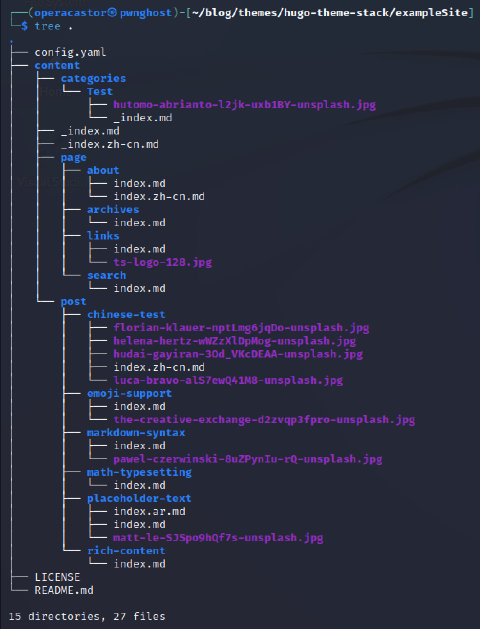 ┌──(operacastor㉿pwnghost)-[~/blog/themes/hugo-theme-stack/exampleSite]
└─$ tree .
.
├── config.yaml
├── content
│   ├── categories
│   │   └── Test
│   │       ├── hutomo-abrianto-l2jk-uxb1BY-unsplash.jpg
│   │       └── _index.md
│   ├── _index.md
│   ├── _index.zh-cn.md
│   ├── page
│   │   ├── about
│   │   │   ├── index.md
│   │   │   └── index.zh-cn.md
│   │   ├── archives
│   │   │   └── index.md
│   │   ├── links
│   │   │   ├── index.md
│   │   │   └── ts-logo-128.jpg
│   │   └── search
│   │       └── index.md
│   └── post
│       ├── chinese-test
│       │   ├── florian-klauer-nptLmg6jqDo-unsplash.jpg
│       │   ├── helena-hertz-wWZzXlDpMog-unsplash.jpg
│       │   ├── hudai-gayiran-3Od_VKcDEAA-unsplash.jpg
│       │   ├── index.zh-cn.md
│       │   └── luca-bravo-alS7ewQ41M8-unsplash.jpg
│       ├── emoji-support
│       │   ├── index.md
│       │   └── the-creative-exchange-d2zvqp3fpro-unsplash.jpg
│       ├── markdown-syntax
│       │   ├── index.md
│       │   └── pawel-czerwinski-8uZPynIu-rQ-unsplash.jpg
│       ├── math-typesetting
│       │   └── index.md
│       ├── placeholder-text
│       │   ├── index.ar.md
│       │   ├── index.md
│       │   └── matt-le-SJSpo9hQf7s-unsplash.jpg
│       └── rich-content
│           └── index.md
├── LICENSE
└── README.md
15 directories, 27 files